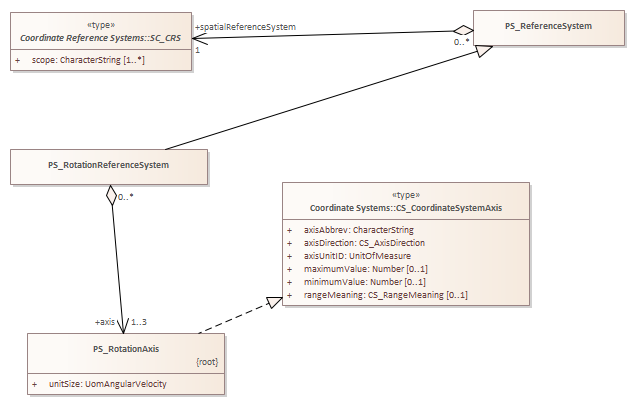 «type»
Coordinate Reference Systems::SC_CRS
+ scope: CharacterString [1..*]
+spatialReferenceSystem
1
0..*
PS_ReferenceSystem
PS_RotationReferenceSystem
0..*
«type»
Coordinate Systems::CS_CoordinateSystemAxis
+ axisAbbrev: CharacterString
+ axisDirection: CS_AxisDirection
+ axisUnitID: UnitOfMeasure
+ maximumValue: Number [0..1]
+ minimumValue: Number [0..1]
+ rangeMeaning: CS_RangeMeaning [0..1]
+axis 1..3
PS_RotationAxis
{root}
+ unitSize: UomAngularVelocity